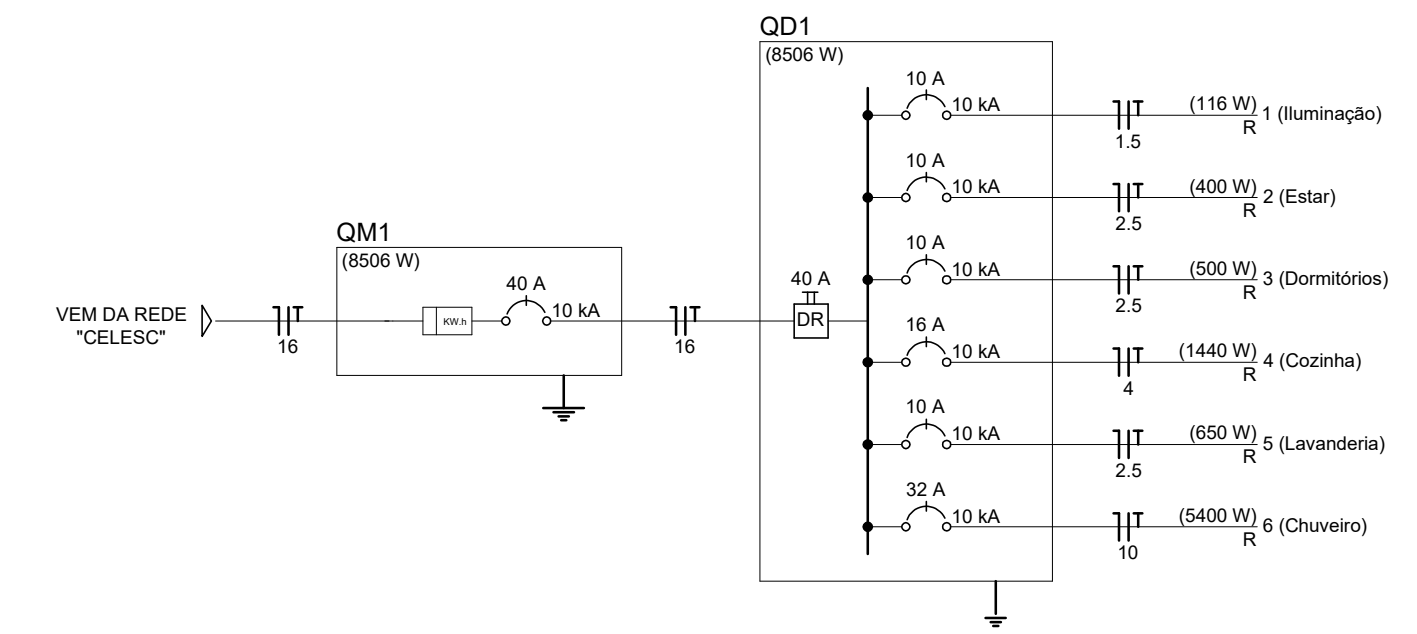 QD1
(8506 W)
10 A
10 kA
(116 W)
R
1 (Iluminação)
1.5
10 A
10 kA
(400 W)
R
2 (Estar)
2.5
QM1
(8506 W)
40 A
10 kA
KW.h
VEM DA REDE
"CELESC"
16
16
40 A
DR
10 A
10 kA
(500 W)
R
3 (Dormitórios)
2.5
16 A
10 kA
(1440 W)
R
4 (Cozinha)
4
10 A
10 kA
(650 W)
R
5 (Lavanderia)
2.5
32 A
10 kA
(5400 W)
R
6 (Chuveiro)
10